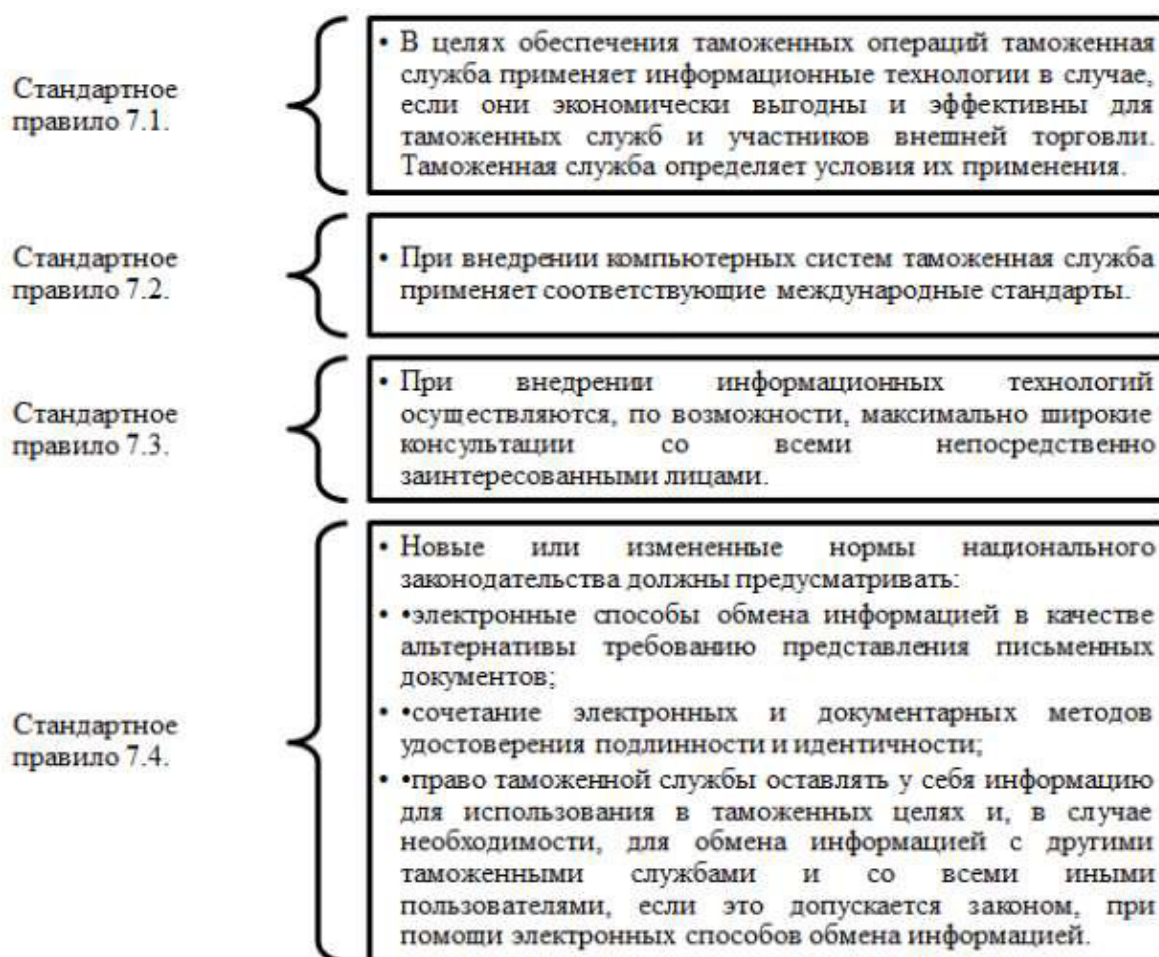 Стандартное
правило 7.1.
• В целях обеспечения таможенных операций таможенная
служба применяет информационные технологии в случае,
если они экономически выгодны и эффективны для
таможенных служб и участников внешней торговли.
Таможенная служба определяет условия их применения.
Стандартное
правило 7.2.
• При внедрении компьютерных систем таможенная служба
применяет соответствующие международные стандарты.
Стандартное
правило 7.3.
• При внедрении информационных технологий
осуществляются, по возможности, максимально широкие
консультации со всеми непосредственно
заинтересованными лицами.
Стандартное
правило 7.4.
• Новые или измененные нормы национального
законодательства должны предусматривать:
• •электронные способы обмена информацией в качестве
альтернативы требованию представления письменных
документов;
• •сочетание электронных и документарных методов
удостоверения подлинности и идентичности;
• •право таможенной службы оставлять у себя информацию
для использования в таможенных целях и, в случае
необходимости, для обмена информацией с другими
таможенными службами и со всеми иными
пользователями, если это допускается законом, при
помощи электронных способов обмена информацией.